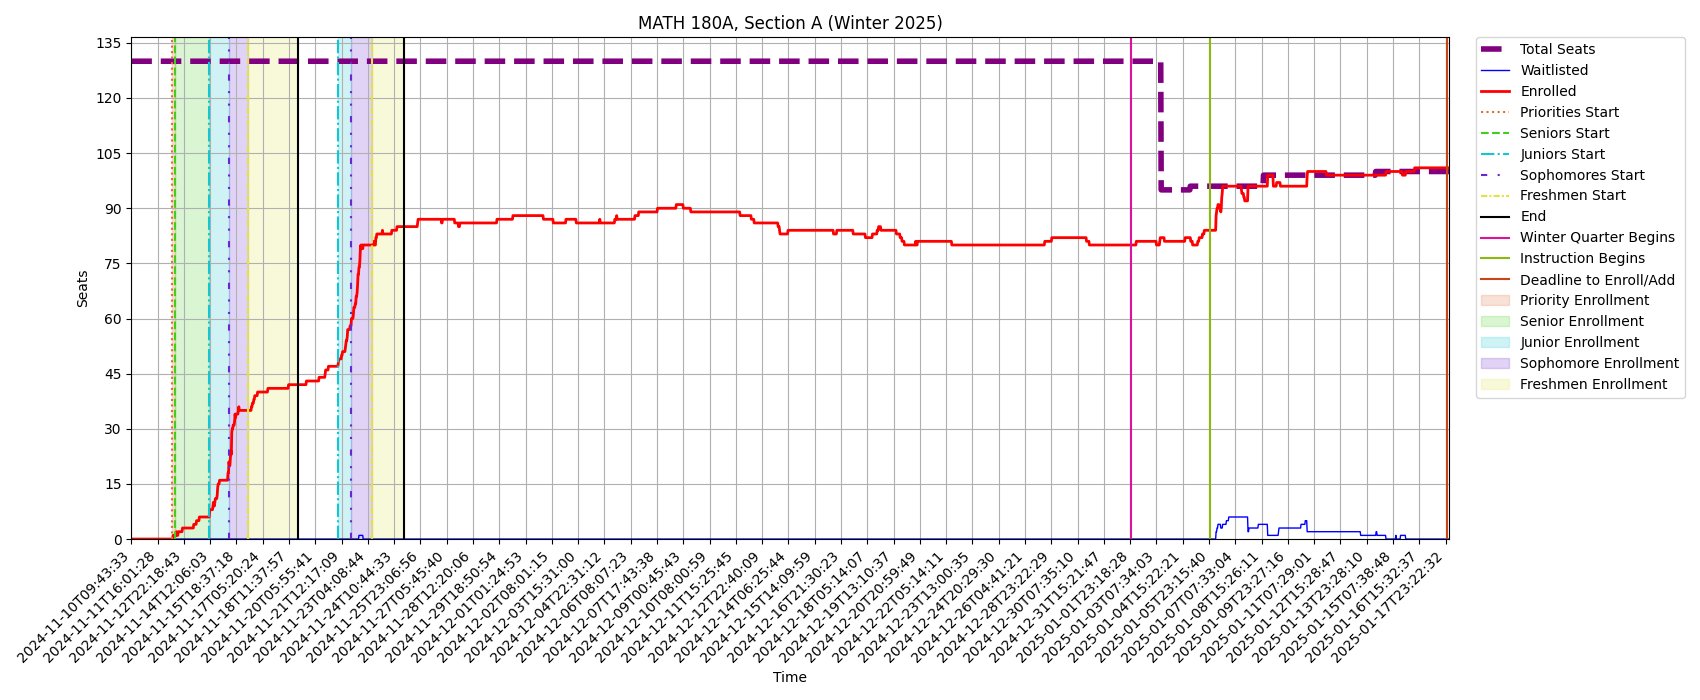 MATH 180A, Section A (Winter 2025)
Seats
135
120
105
90
75
60
45
30
15
0
2024-11-10T09:43:33
2024-11-11T16:01:28
2024-11-12T22:18:43
2024-11-14T12:06:03
2024-11-15T18:37:18
2024-11-17T05:20:24
2024-11-18T11:37:57
2024-11-20T05:55:41
2024-11-21T12:17:09
2024-11-23T04:08:44
2024-11-24T10:44:33
2024-11-25T23:06:56
2024-11-27T05:45:40
2024-11-28T12:20:06
2024-11-29T18:50:54
2024-12-01T01:24:53
2024-12-02T08:01:15
2024-12-03T15:31:00
2024-12-04T22:31:12
2024-12-06T08:07:23
2024-12-07T17:43:38
2024-12-09T00:45:43
2024-12-10T08:00:59
2024-12-11T15:25:45
2024-12-12T22:40:09
2024-12-14T06:25:44
2024-12-15T14:09:59
2024-12-16T21:30:23
2024-12-18T05:14:07
2024-12-19T13:10:37
2024-12-20T20:59:49
2024-12-22T05:14:11
2024-12-23T13:00:35
2024-12-24T20:29:30
2024-12-26T04:41:21
2024-12-28T23:22:29
2024-12-30T07:35:10
2024-12-31T15:21:47
2025-01-01T23:18:28
2025-01-03T07:34:03
2025-01-04T15:22:21
2025-01-05T23:15:40
2025-01-07T07:33:04
2025-01-08T15:26:11
2025-01-09T23:27:16
2025-01-11T07:29:01
2025-01-12T15:28:47
2025-01-13T23:28:10
2025-01-15T07:38:48
2025-01-16T15:32:37
2025-01-17T23:22:32
Time
Total Seats
Waitlisted
Enrolled
Priorities Start
Seniors Start
Juniors Start
Sophomores Start
Freshmen Start
End
Winter Quarter Begins
Instruction Begins
Deadline to Enroll/Add
Priority Enrollment
Senior Enrollment
Junior Enrollment
Sophomore Enrollment
Freshmen Enrollment